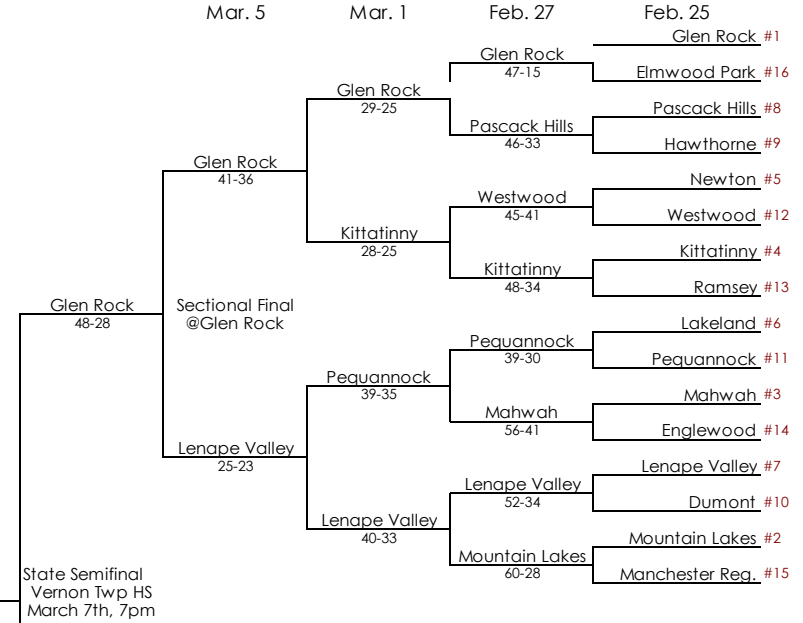 Mar. 5
Mar. 1
Feb. 27
Feb. 25
Glen Rock #1
Glen Rock
47-15
Elmwood Park #16
Glen Rock
29-25
Pascack Hills #8
Pascack Hills
46-33
Hawthorne #9
Glen Rock
41-36
Newton #5
Westwood
45-41
Westwood #12
Kittatinny
28-25
Kittatinny #4
Kittatinny
48-34
Ramsey #13
Glen Rock
48-28
Sectional Final
@Glen Rock
Lakeland #6
Pequannock
39-30
Pequannock #11
Pequannock
39-35
Mahwah #3
Mahwah
56-41
Englewood #14
Lenape Valley
25-23
Lenape Valley #7
Lenape Valley
52-34
Dumont #10
Lenape Valley
40-33
Mountain Lakes #2
Mountain Lakes
60-28
Manchester Reg. #15
State Semifinal
Vernon Twp HS
March 7th, 7pm